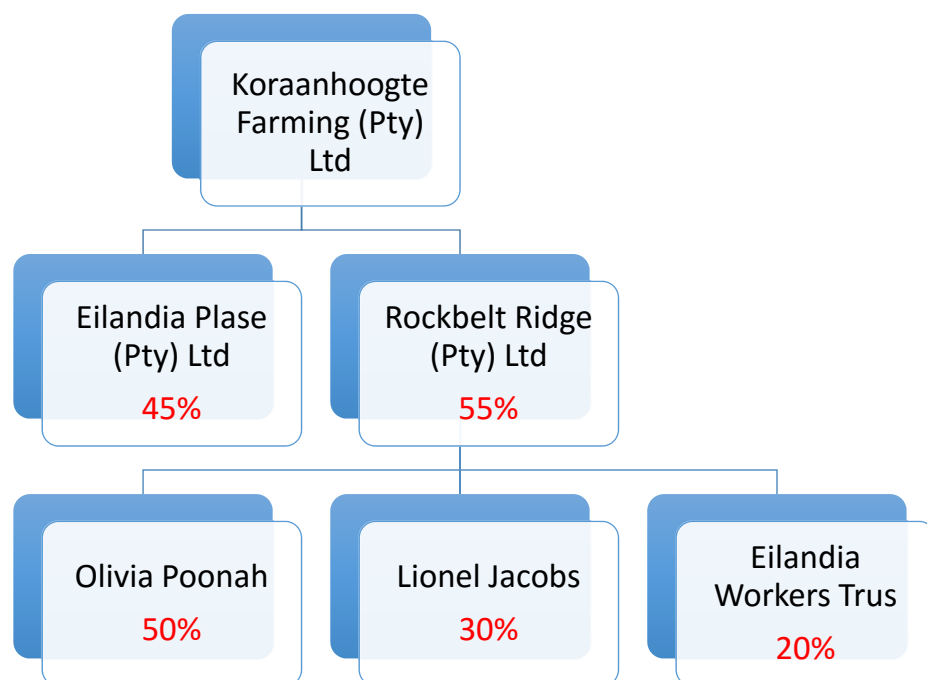 Koraanhoogte
Farming (Pty)
Ltd
Eilandia Plase
(Pty) Ltd
45%
Rockbelt Ridge
(Pty) Ltd
55%
Olivia Poonah
50%
Lionel Jacobs
30%
Eilandia
Workers Trus
20%